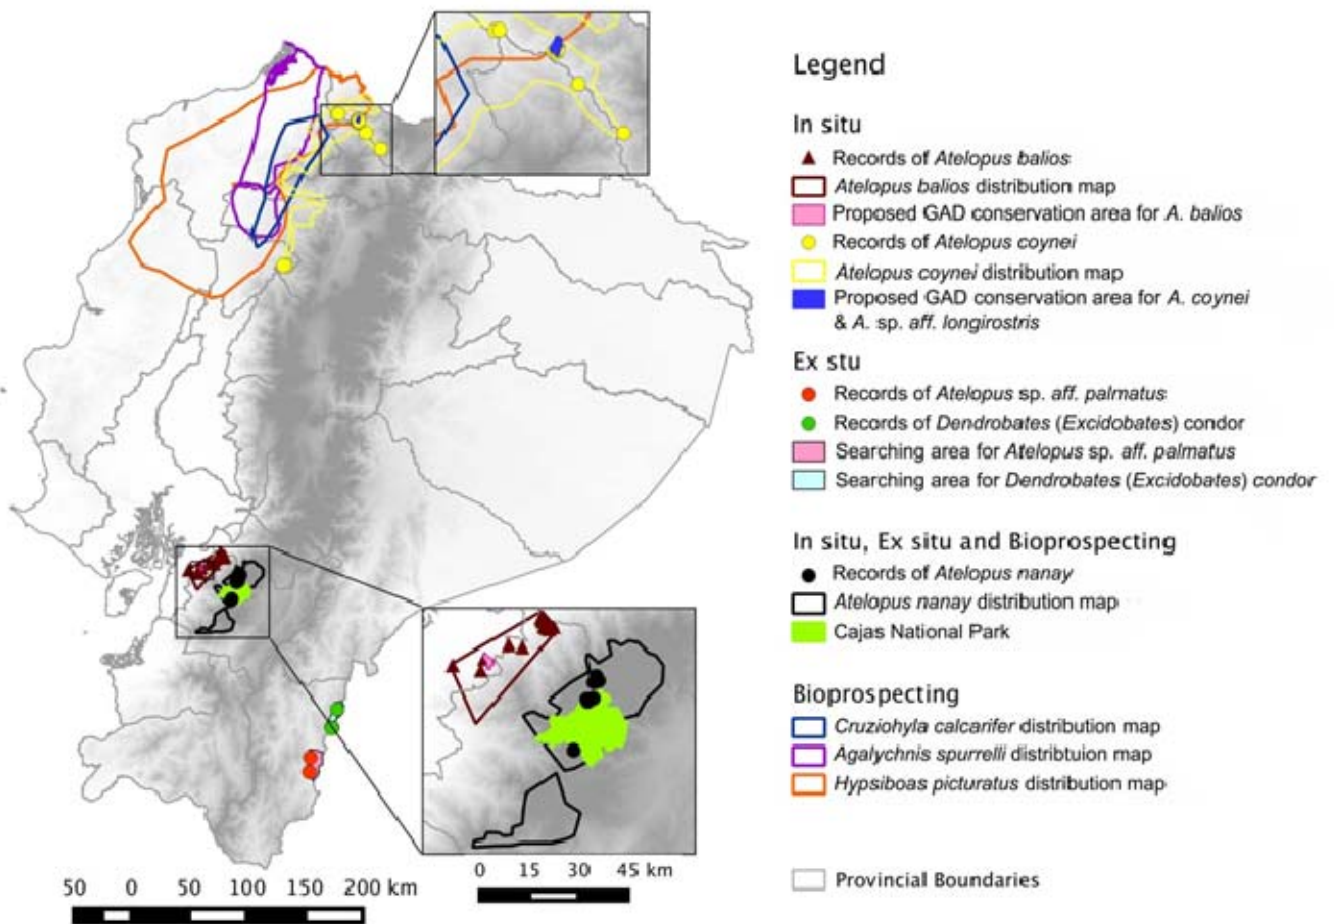 Legend
In situ
Records of Atelopus balios
Atelopus balios distribution map
Proposed GAD conservation area for A. balios
Records of Atelopus coynei
Atelopus coynei distribution map
Proposed GAD conservation area for A. coynei
& A. sp. aff. longirostris
Ex stu
Records of Atelopus sp. aff. palmatus
Records of Dendrobates (Excidobates) condor
Searching area for Atelopus sp. aff. palmatus
Searching area for Dendrobates (Excidobates) condor
In situ, Ex situ and Bioprospecting
Records of Atelopus nanay
Atelopus nanay distribution map
Cajas National Park
Bioprospecting
Cruziohyla calcarifer distribution map
Agalychnis spurrelli distribtuion map
Hypsiboas picturatus distribution map
Provincial Boundaries
0 15 30 45 km
50 0 50 100 150 200 km